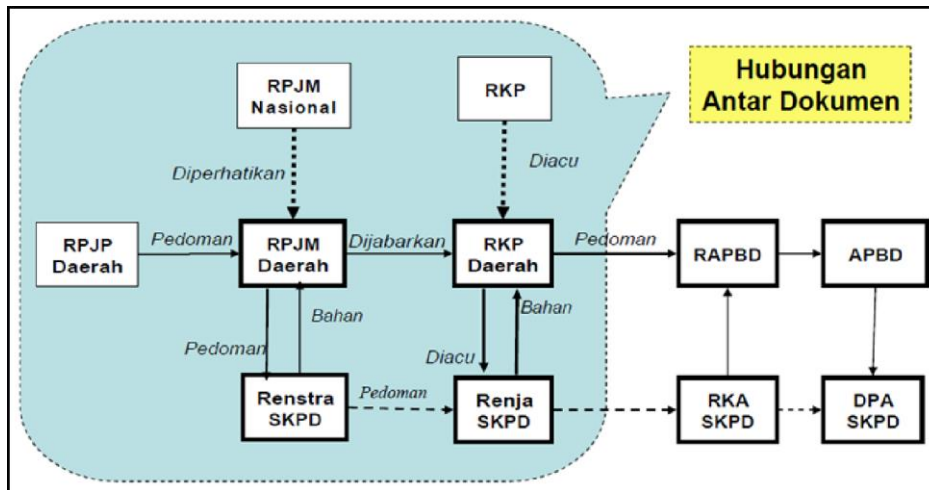 Hubungan
Antar Dokumen
RPJM
Nasional
RKP
Diperhatikan
Diacu
RPJP
Daerah
Pedoman
RPJM
Daerah
Dijabarkan
RKP
Daerah
Pedoman
RAPBD
APBD
Pedoman
Bahan
Diacu
Bahan
Renstra
SKPD
Pedoman
Renja
SKPD
RKA
SKPD
DPA
SKPD